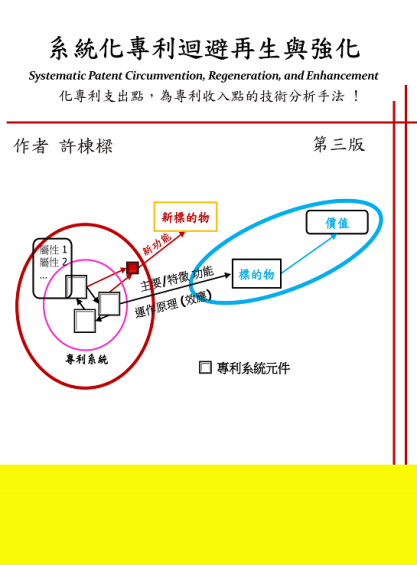 系統化專利迴避再生與強化
Systematic Patent Circumvention, Regeneration, and Enhancement
化專利支出點，為專利收入點的技術分析手法 ！
作者 許棟樑
第三版
新標的物
價值
新功能
屬性 1
屬性 2
...
標的物
主要/特徵 功能
運作原理 (效應)
專利系統
專利系統元件